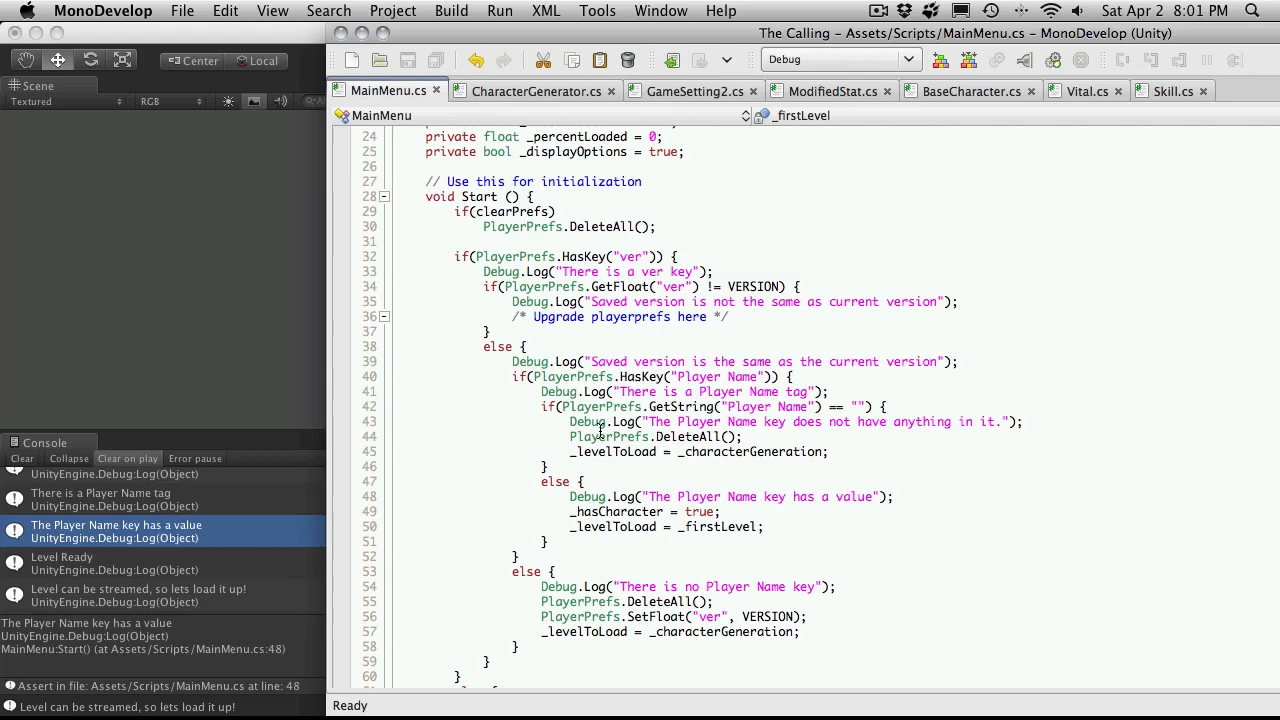 MonoDevelop File Edit View Search Project Build Run XML Tools Window Help Sat Apr 2 8:01 PM
The Calling - Assets/Scripts/MainMenu.cs - MonoDevelop (Unity)
Center Local
Debug
Scene
Textured RGB
MainMenu.cs CharacterGenerator.cs GameSetting2.cs ModifiedStat.cs BaseCharacter.cs Vital.cs Skill.cs
MainMenu _firstLevel
24 private float _percentLoaded = 0;
25 private bool _displayOptions = true;
26
27 // Use this for initialization
28 void Start () {
29 if(clearPrefs)
30 PlayerPrefs.DeleteAll();
31
32 if(PlayerPrefs.HasKey("ver")) {
33 Debug.Log("There is a ver key");
34 if(PlayerPrefs.GetFloat("ver") != VERSION) {
35 Debug.Log("Saved version is not the same as current version");
36 /* Upgrade playerprefs here */
37 }
38 else {
39 Debug.Log("Saved version is the same as the current version");
40 if(PlayerPrefs.HasKey("Player Name")) {
41 Debug.Log("There is a Player Name tag");
42 if(PlayerPrefs.GetString("Player Name") == "") {
43 Debug.Log("The Player Name key does not have anything in it.");
44 PlayerPrefs.DeleteAll();
45 _levelToLoad = _characterGeneration;
46 }
47 else {
48 Debug.Log("The Player Name key has a value");
49 _hasCharacter = true;
50 _levelToLoad = _firstLevel;
51 }
52 }
53 else {
54 Debug.Log("There is no Player Name key");
55 PlayerPrefs.DeleteAll();
56 PlayerPrefs.SetFloat("ver", VERSION);
57 _levelToLoad = _characterGeneration;
58 }
59 }
60 }
Console
Clear Collapse Clear on play Error pause
UnityEngine.Debug:Log(Object)
There is a Player Name tag
UnityEngine.Debug:Log(Object)
The Player Name key has a value
UnityEngine.Debug:Log(Object)
Level Ready
UnityEngine.Debug:Log(Object)
Level can be streamed, so lets load it up!
UnityEngine.Debug:Log(Object)
The Player Name key has a value
UnityEngine.Debug:Log(Object)
MainMenu:Start() (at Assets/Scripts/MainMenu.cs:48)
Assert in file: Assets/Scripts/MainMenu.cs at line: 48
Level can be streamed, so lets load it up!
Ready